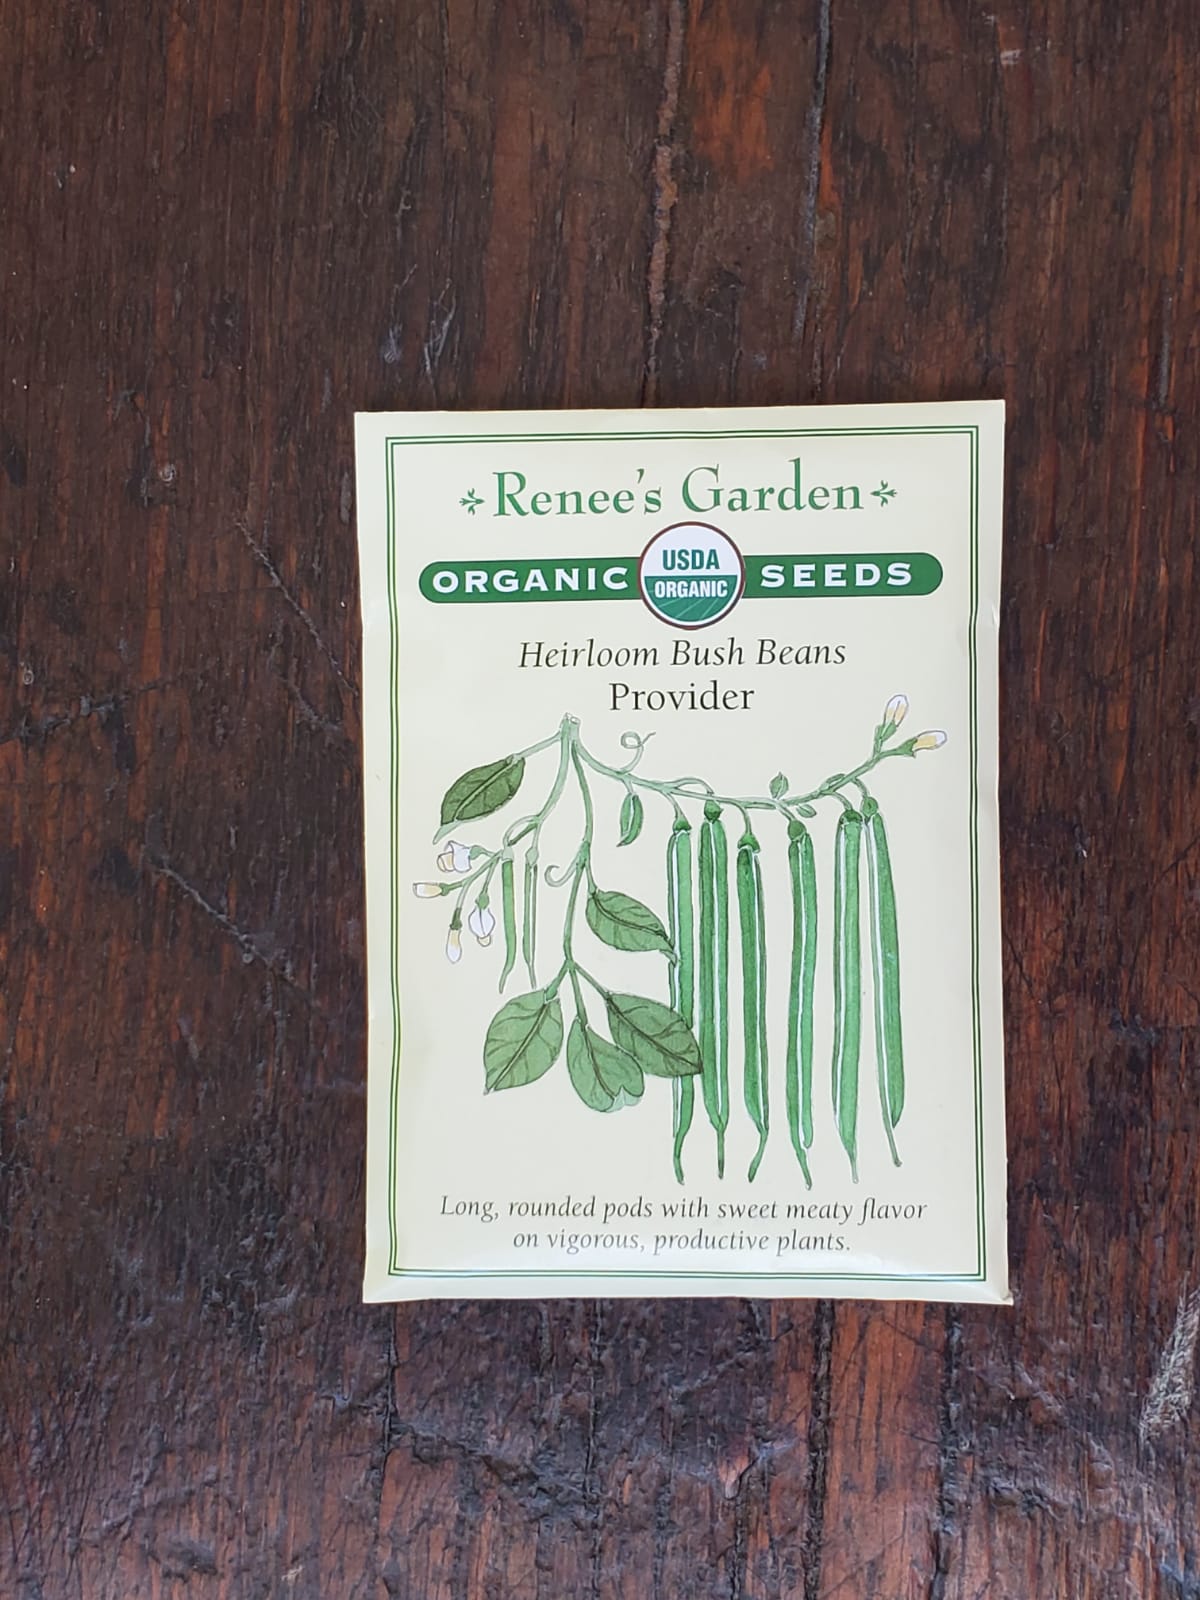 Renee's Garden
ORGANIC USDA ORGANIC SEEDS
Heirloom Bush Beans
Provider
Long, rounded pods with sweet meaty flavor
on vigorous, productive plants.